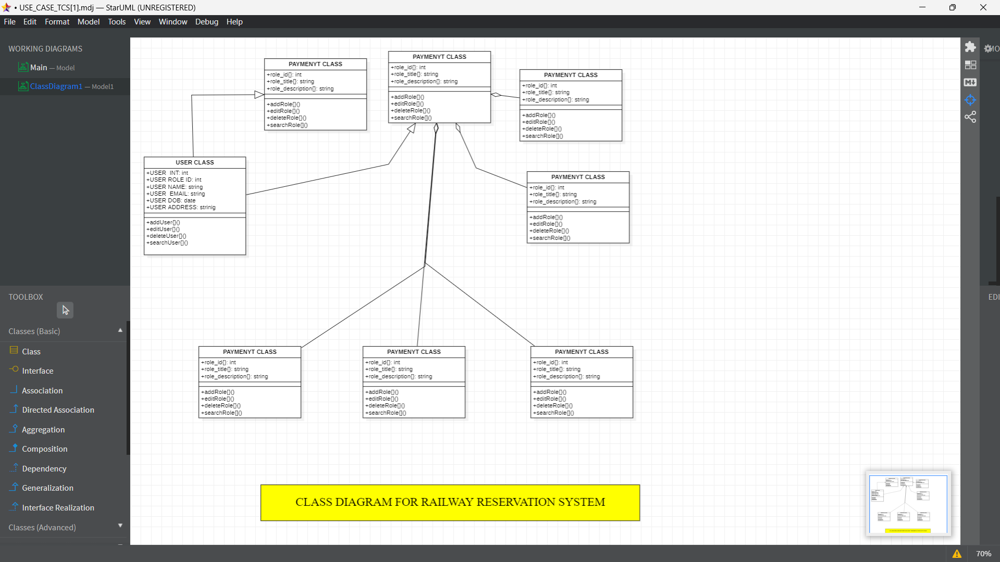 • USE_CASE_TCS[1].mdj — StarUML (UNREGISTERED)
File Edit Format Model Tools View Window Debug Help
WORKING DIAGRAMS
Main — Model
ClassDiagram1 — Model1
TOOLBOX
Classes (Basic)
Class
Interface
Association
Directed Association
Aggregation
Composition
Dependency
Generalization
Interface Realization
Classes (Advanced)
PAYMENYT CLASS
+role_id{}: int
+role_title{}: string
+role_description{}: string
+addRole{}()
+editRole{}()
+deleteRole{}()
+searchRole[]()
PAYMENYT CLASS
+role_id{}: int
+role_title{}: string
+role_description{}: string
+addRole{}()
+editRole{}()
+deleteRole{}()
+searchRole[]()
PAYMENYT CLASS
+role_id{}: int
+role_title{}: string
+role_description{}: string
+addRole{}()
+editRole{}()
+deleteRole{}()
+searchRole[]()
USER CLASS
+USER INT: int
+USER ROLE ID: int
+USER NAME: string
+USER EMAIL: string
+USER DOB: date
+USER ADDRESS: strinig
+addUser{}()
+editUser{}()
+deleteUser{}()
+searchUser{}()
PAYMENYT CLASS
+role_id{}: int
+role_title{}: string
+role_description{}: string
+addRole{}()
+editRole{}()
+deleteRole{}()
+searchRole[]()
PAYMENYT CLASS
+role_id{}: int
+role_title{}: string
+role_description{}: string
+addRole{}()
+editRole{}()
+deleteRole{}()
+searchRole[]()
PAYMENYT CLASS
+role_id{}: int
+role_title{}: string
+role_description{}: string
+addRole{}()
+editRole{}()
+deleteRole{}()
+searchRole[]()
PAYMENYT CLASS
+role_id{}: int
+role_title{}: string
+role_description{}: string
+addRole{}()
+editRole{}()
+deleteRole{}()
+searchRole[]()
CLASS DIAGRAM FOR RAILWAY RESERVATION SYSTEM
MO
EDI
70%